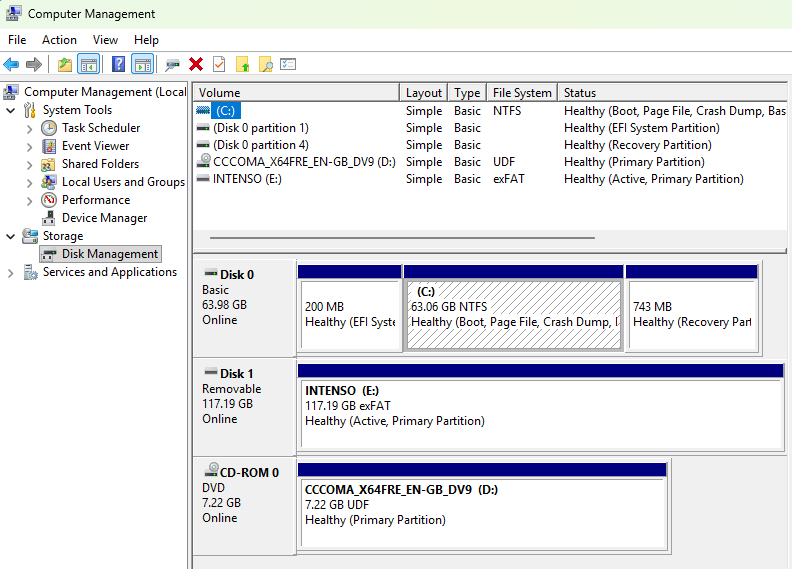 Computer Management
File Action View Help
Computer Management (Local
System Tools
Task Scheduler
Event Viewer
Shared Folders
Local Users and Groups
Performance
Device Manager
Storage
Disk Management
Services and Applications
Volume Layout Type File System Status
(C:) Simple Basic NTFS Healthy (Boot, Page File, Crash Dump, Bas
(Disk 0 partition 1) Simple Basic Healthy (EFI System Partition)
(Disk 0 partition 4) Simple Basic Healthy (Recovery Partition)
CCCOMA_X64FRE_EN-GB_DV9 (D:) Simple Basic UDF Healthy (Primary Partition)
INTENSO (E:) Simple Basic exFAT Healthy (Active, Primary Partition)
Disk 0
Basic
63.98 GB
Online
200 MB
Healthy (EFI Syste
(C:)
63.06 GB NTFS
Healthy (Boot, Page File, Crash Dump,
743 MB
Healthy (Recovery Part
Disk 1
Removable
117.19 GB
Online
INTENSO (E:)
117.19 GB exFAT
Healthy (Active, Primary Partition)
CD-ROM 0
DVD
7.22 GB
Online
CCCOMA_X64FRE_EN-GB_DV9 (D:)
7.22 GB UDF
Healthy (Primary Partition)